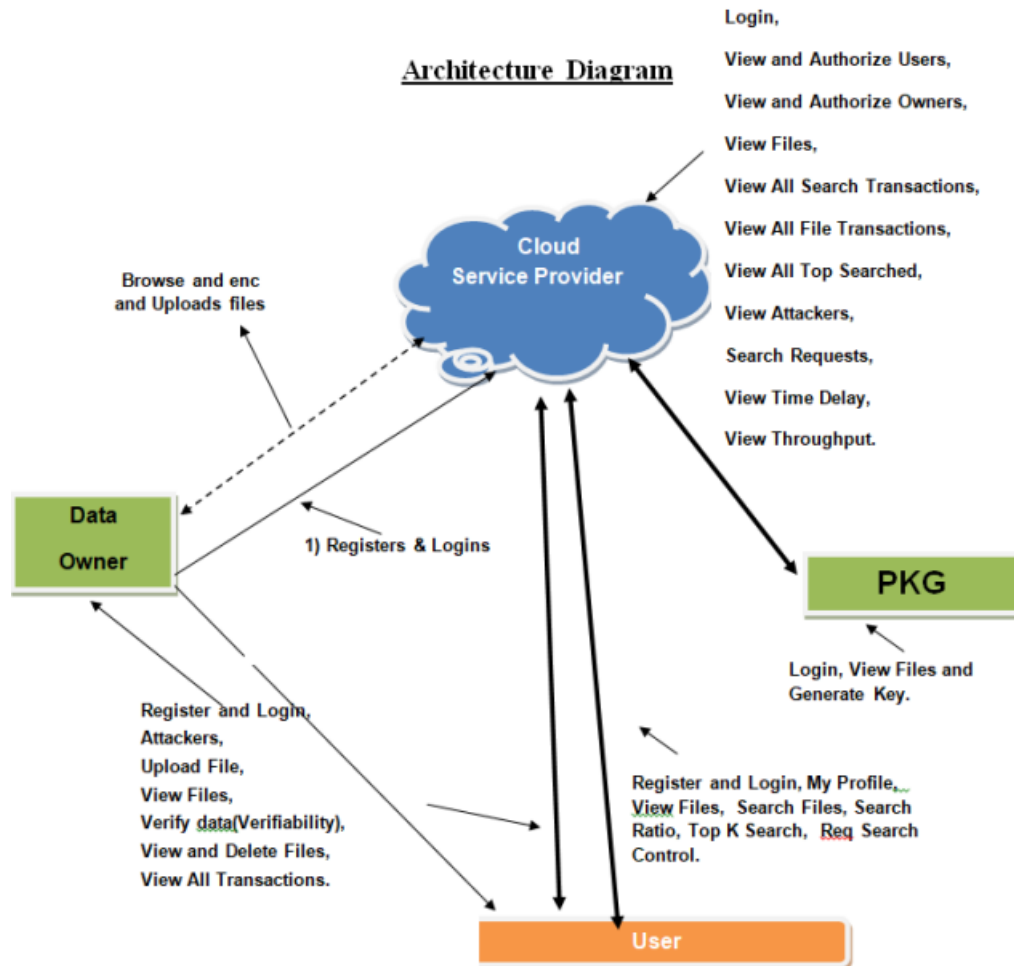 Architecture Diagram
Login,
View and Authorize Users,
View and Authorize Owners,
View Files,
View All Search Transactions,
View All File Transactions,
View All Top Searched,
View Attackers,
Search Requests,
View Time Delay,
View Throughput.
Cloud
Service Provider
Browse and enc
and Uploads files
Data
Owner
1) Registers & Logins
PKG
Login, View Files and
Generate Key.
Register and Login,
Attackers,
Upload File,
View Files,
Verify data(Verifiability),
View and Delete Files,
View All Transactions.
Register and Login, My Profile,
View Files, Search Files, Search
Ratio, Top K Search, Req Search
Control.
User